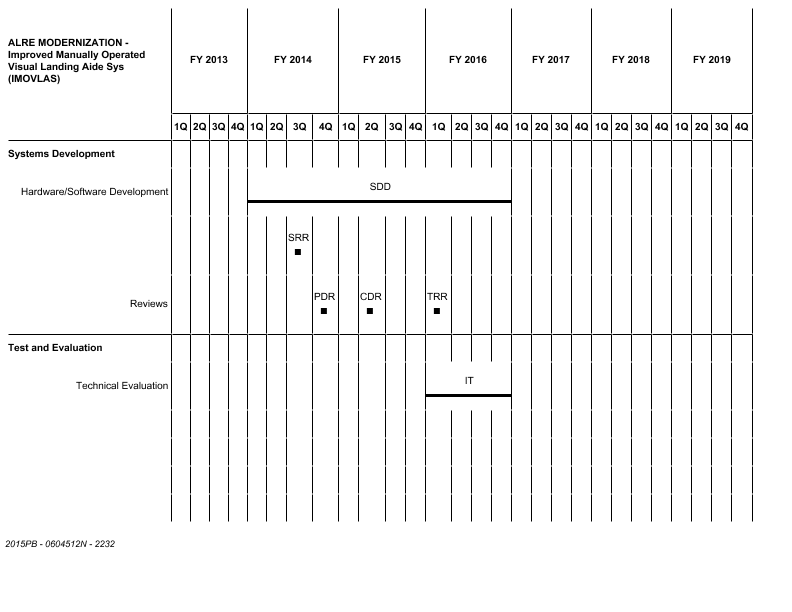 ALRE MODERNIZATION -
Improved Manually Operated
Visual Landing Aide Sys
(IMOVLAS)
FY 2013 FY 2014 FY 2015 FY 2016 FY 2017 FY 2018 FY 2019
1Q 2Q 3Q 4Q 1Q 2Q 3Q 4Q 1Q 2Q 3Q 4Q 1Q 2Q 3Q 4Q 1Q 2Q 3Q 4Q 1Q 2Q 3Q 4Q 1Q 2Q 3Q 4Q
Systems Development
Hardware/Software Development SDD
SRR
Reviews PDR CDR TRR
Test and Evaluation
Technical Evaluation IT
2015PB - 0604512N - 2232